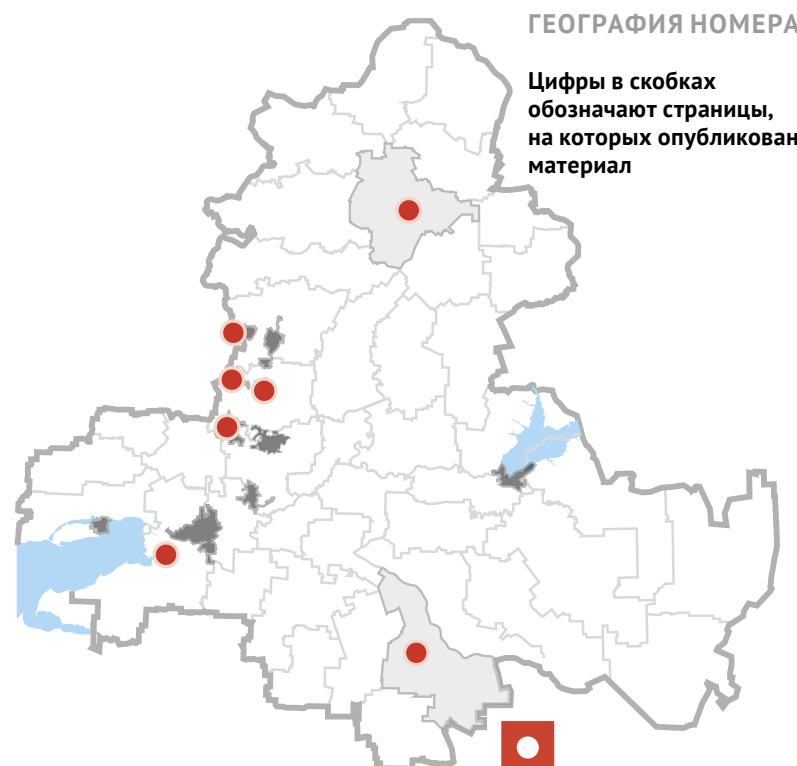 ГЕОГРАФИЯ НОМЕРА
Цифры в скобках
обозначают страницы,
на которых опубликован
материал